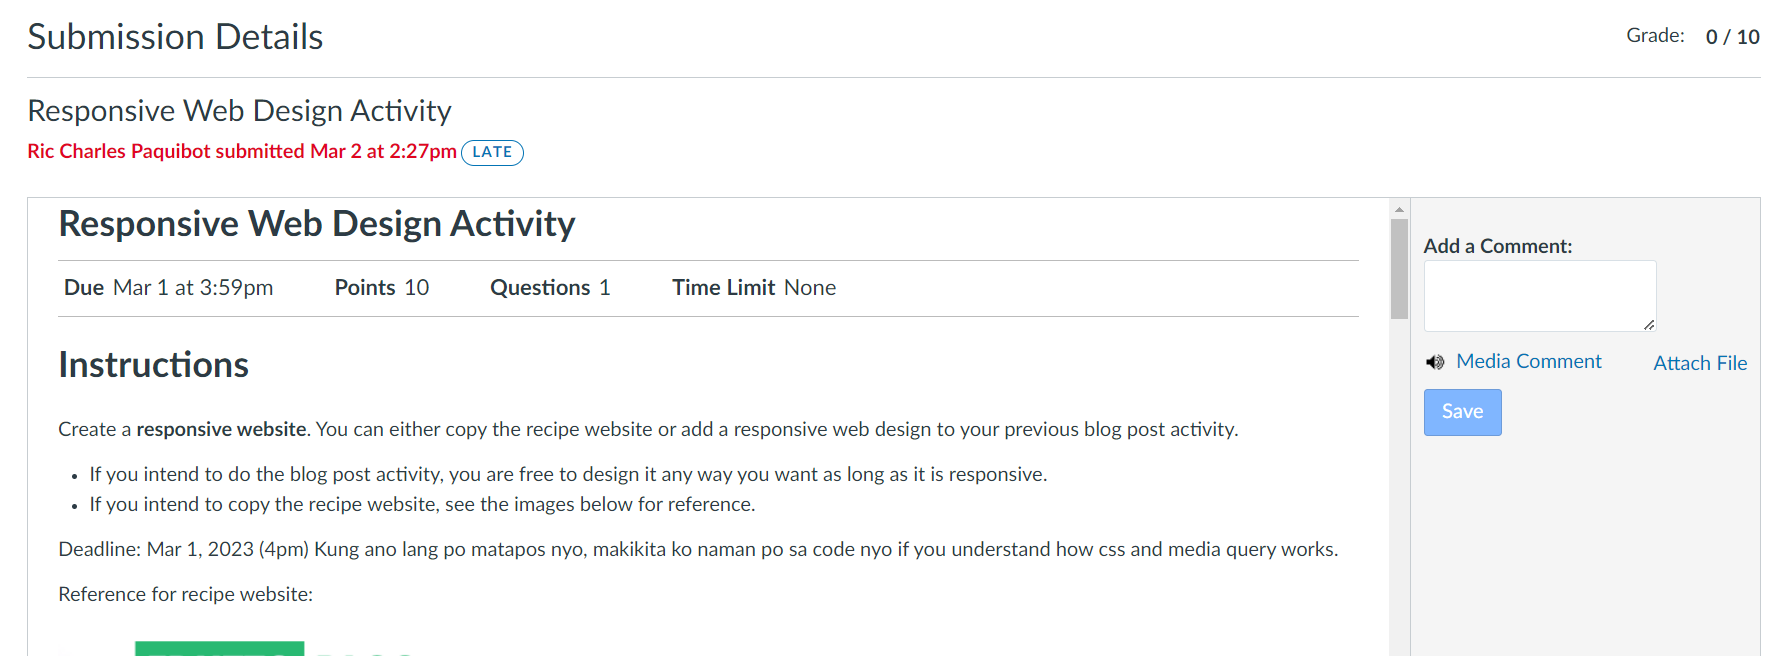 Submission Details
Grade: 0 / 10
Responsive Web Design Activity
Ric Charles Paquibot submitted Mar 2 at 2:27pm LATE
Responsive Web Design Activity
Due Mar 1 at 3:59pm Points 10 Questions 1 Time Limit None
Instructions
Create a responsive website. You can either copy the recipe website or add a responsive web design to your previous blog post activity.
• If you intend to do the blog post activity, you are free to design it any way you want as long as it is responsive.
• If you intend to copy the recipe website, see the images below for reference.
Deadline: Mar 1, 2023 (4pm) Kung ano lang po matapos nyo, makikita ko naman po sa code nyo if you understand how css and media query works.
Reference for recipe website:
Add a Comment:
Media Comment
Attach File
Save